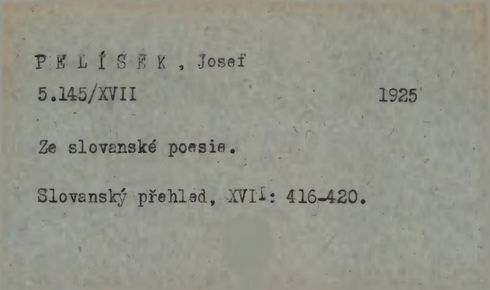 P E L Í Š E K , Josef
5.145/XVII 1925
Ze slovanské poesie.
Slovanský přehled, XVII: 416-420.